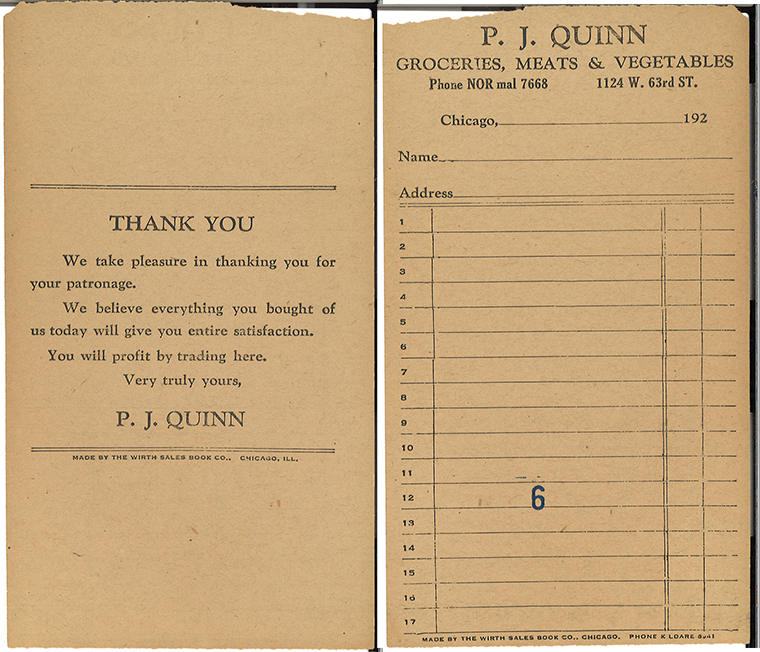 THANK YOU
We take pleasure in thanking you for
your patronage.
We believe everything you bought of
us today will give you entire satisfaction.
You will profit by trading here.
Very truly yours,
P. J. QUINN
MADE BY THE WIRTH SALES BOOK CO., CHICAGO, ILL.
P. J. QUINN
GROCERIES, MEATS & VEGETABLES
Phone NOR mal 7668 1124 W. 63rd ST.
Chicago, 192
Name
Address
1
2
3
4
5
6
7
8
9
10
11
12 6
13
14
15
16
17
MADE BY THE WIRTH SALES BOOK CO., CHICAGO. PHONE K LDARE